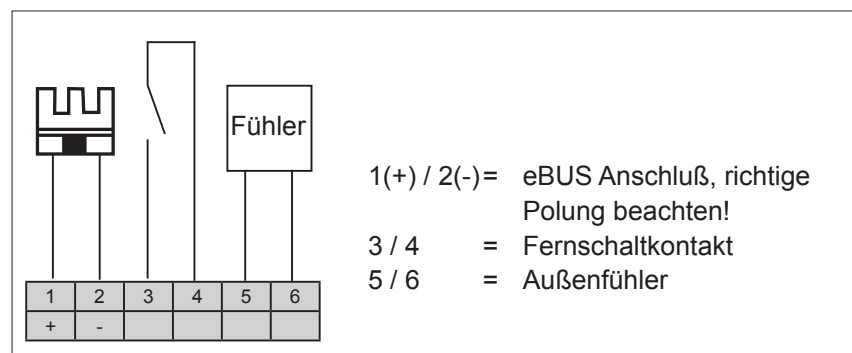 Fühler
1(+) / 2(-)= eBUS Anschluß, richtige
Polung beachten!
3 / 4 = Fernschaltkontakt
5 / 6 = Außenfühler
1 2 3 4 5 6
+ -